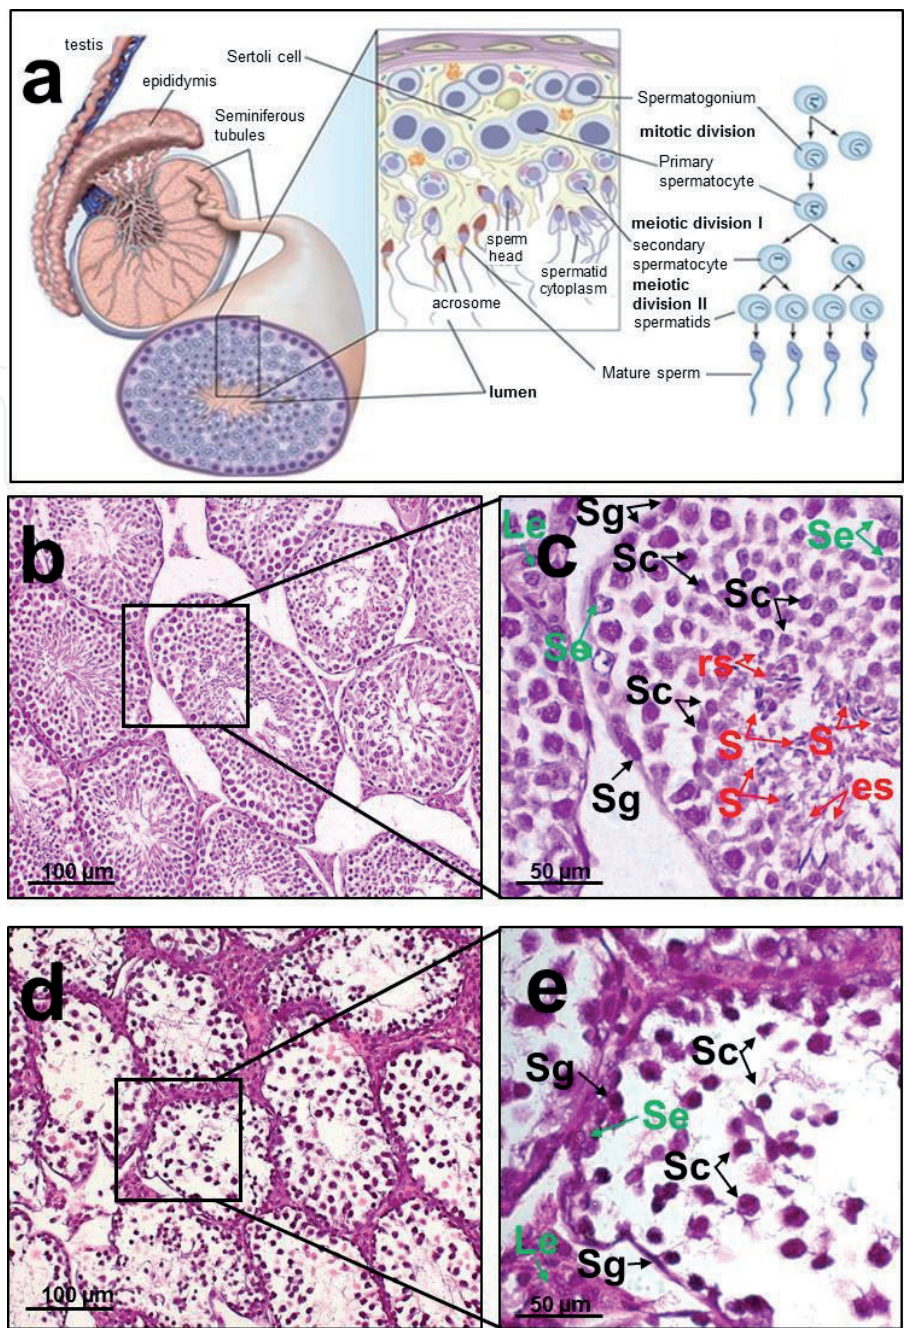 a
testis
epididymis
Seminiferous
tubules
Sertoli cell
sperm
head
spermatid
cytoplasm
acrosome
lumen
Spermatogonium
mitotic division
Primary
spermatocyte
meiotic division I
secondary
spermatocyte
meiotic
division II
spermatids
Mature sperm
b
100 µm
c
Le
Sg
Se
Sc
Sc
Se
rs
Sc
S
S
Sg
S
es
50 µm
d
100 µm
e
Sc
Sg
Se
Sc
Le
Sg
50 µm